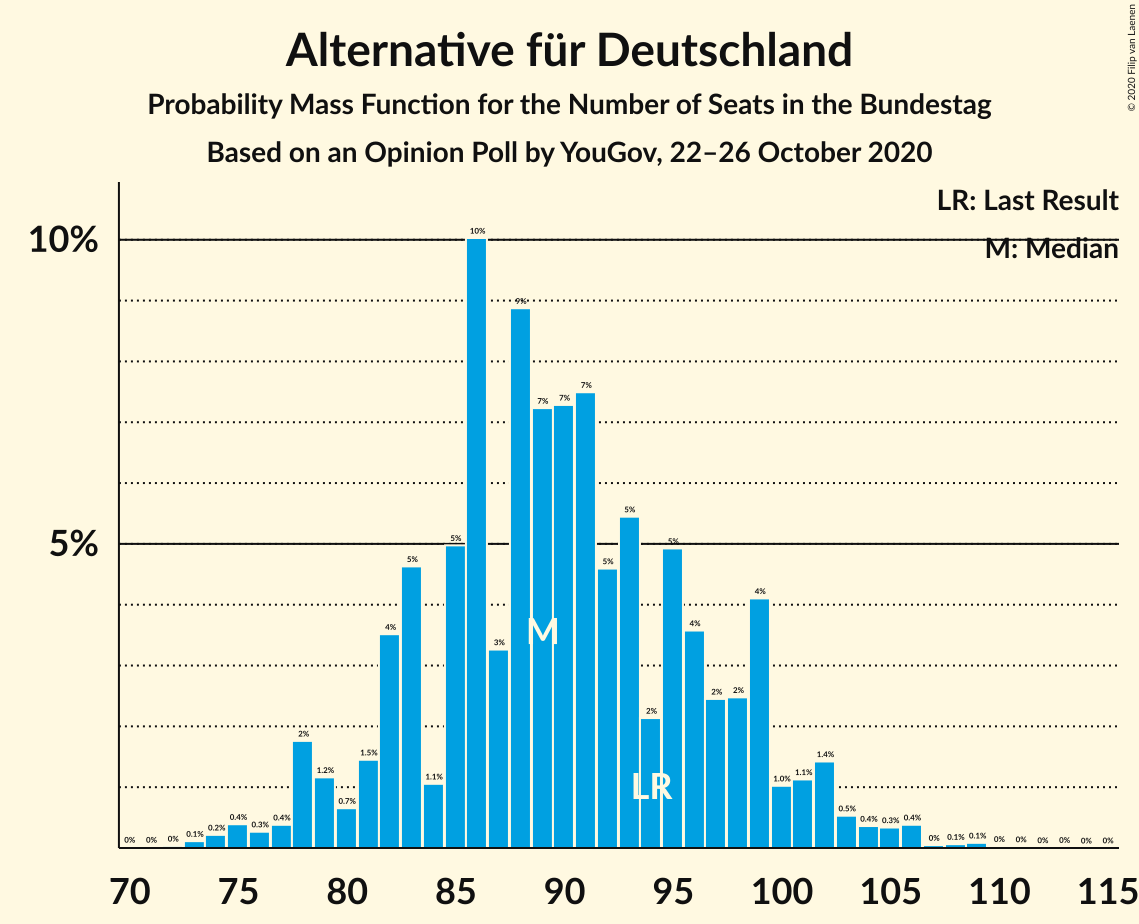 Alternative für Deutschland
Probability Mass Function for the Number of Seats in the Bundestag
Based on an Opinion Poll by YouGov, 22–26 October 2020
© 2020 Filip van Laenen
LR: Last Result
M: Median
10%
5%
0% 0% 0% 0.1% 0.2% 0.4% 0.3% 0.4% 2% 1.2% 0.7% 1.5% 4% 5% 1.1% 5% 10% 3% 9% 7% 7% 7% 5% 5% 2% 5% 4% 2% 2% 4% 1.0% 1.1% 1.4% 0.5% 0.4% 0.3% 0.4% 0% 0.1% 0.1% 0% 0% 0% 0% 0% 0%
M
LR
70 75 80 85 90 95 100 105 110 115